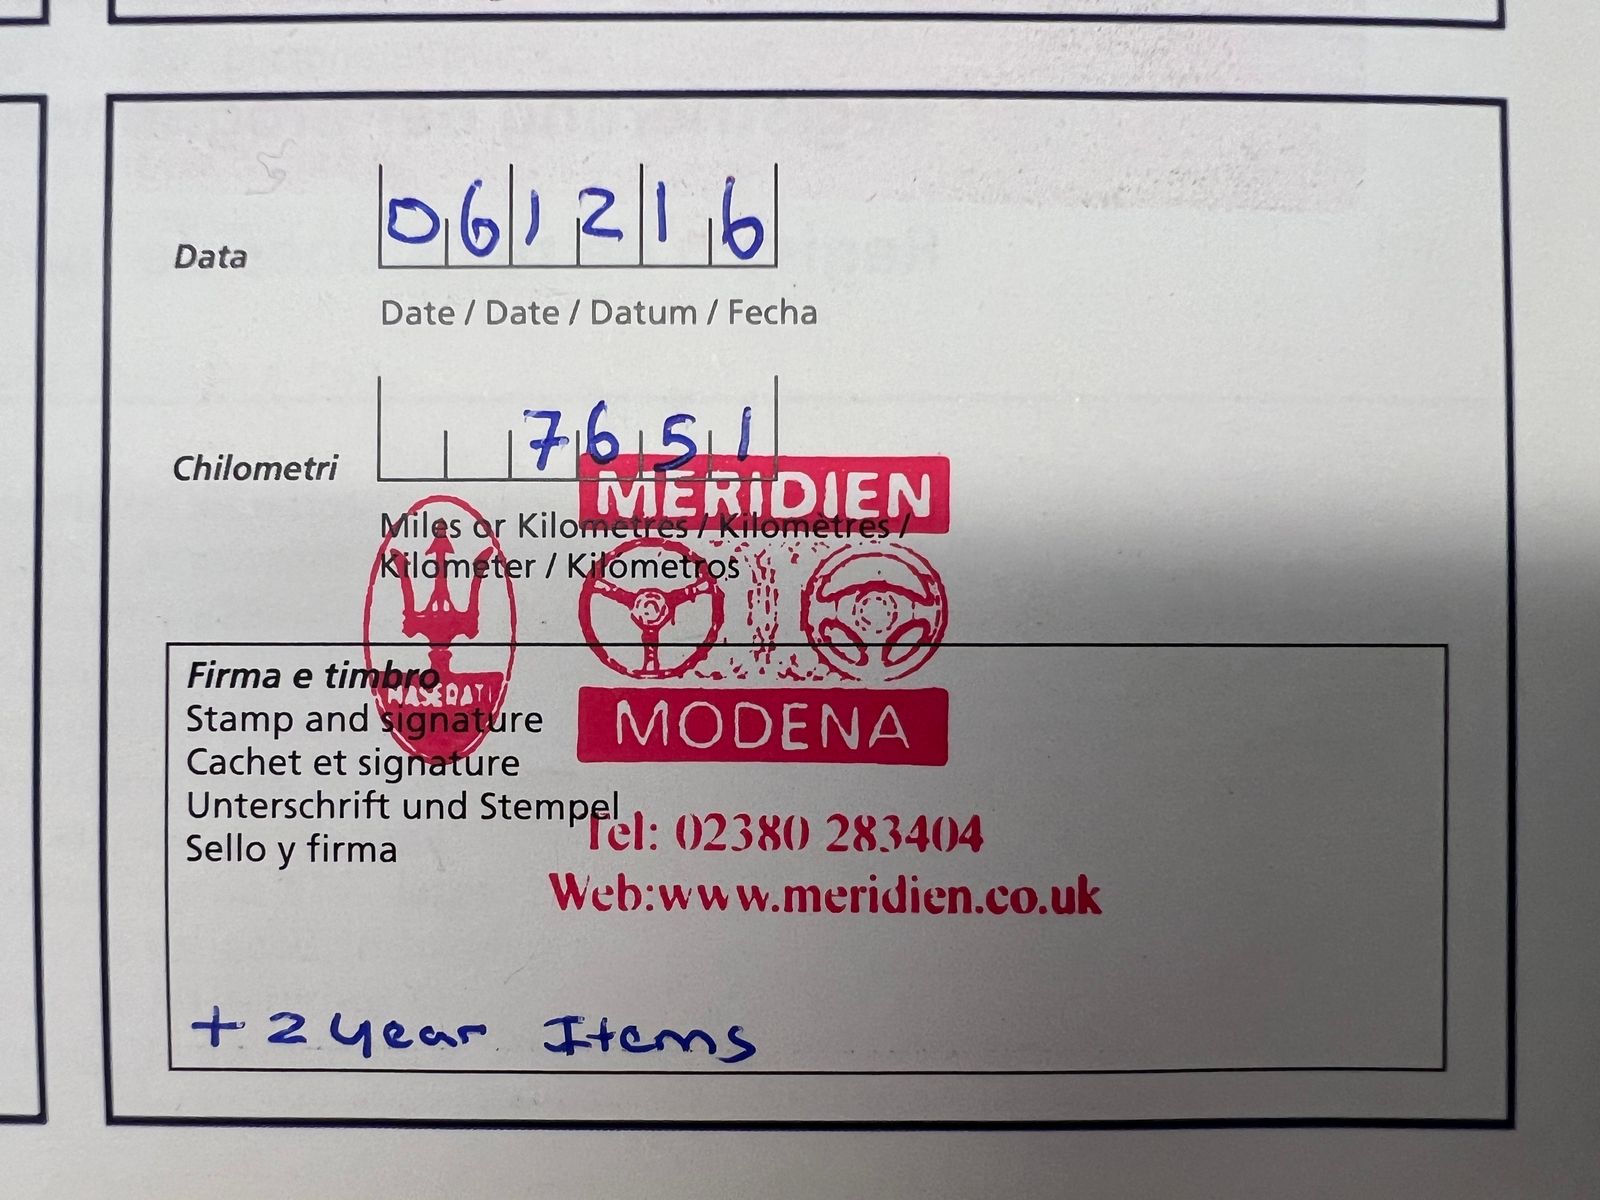 Data 061216
Date / Date / Datum / Fecha
Chilometri 7651
Miles or Kilometres / Kilomètres /
Kilometer / Kilómetros
MERIDIEN
MASERATI
MODENA
Firma e timbro
Stamp and signature
Cachet et signature
Unterschrift und Stempel
Sello y firma
Tel: 02380 283404
Web:www.meridien.co.uk
+ 2 year Items